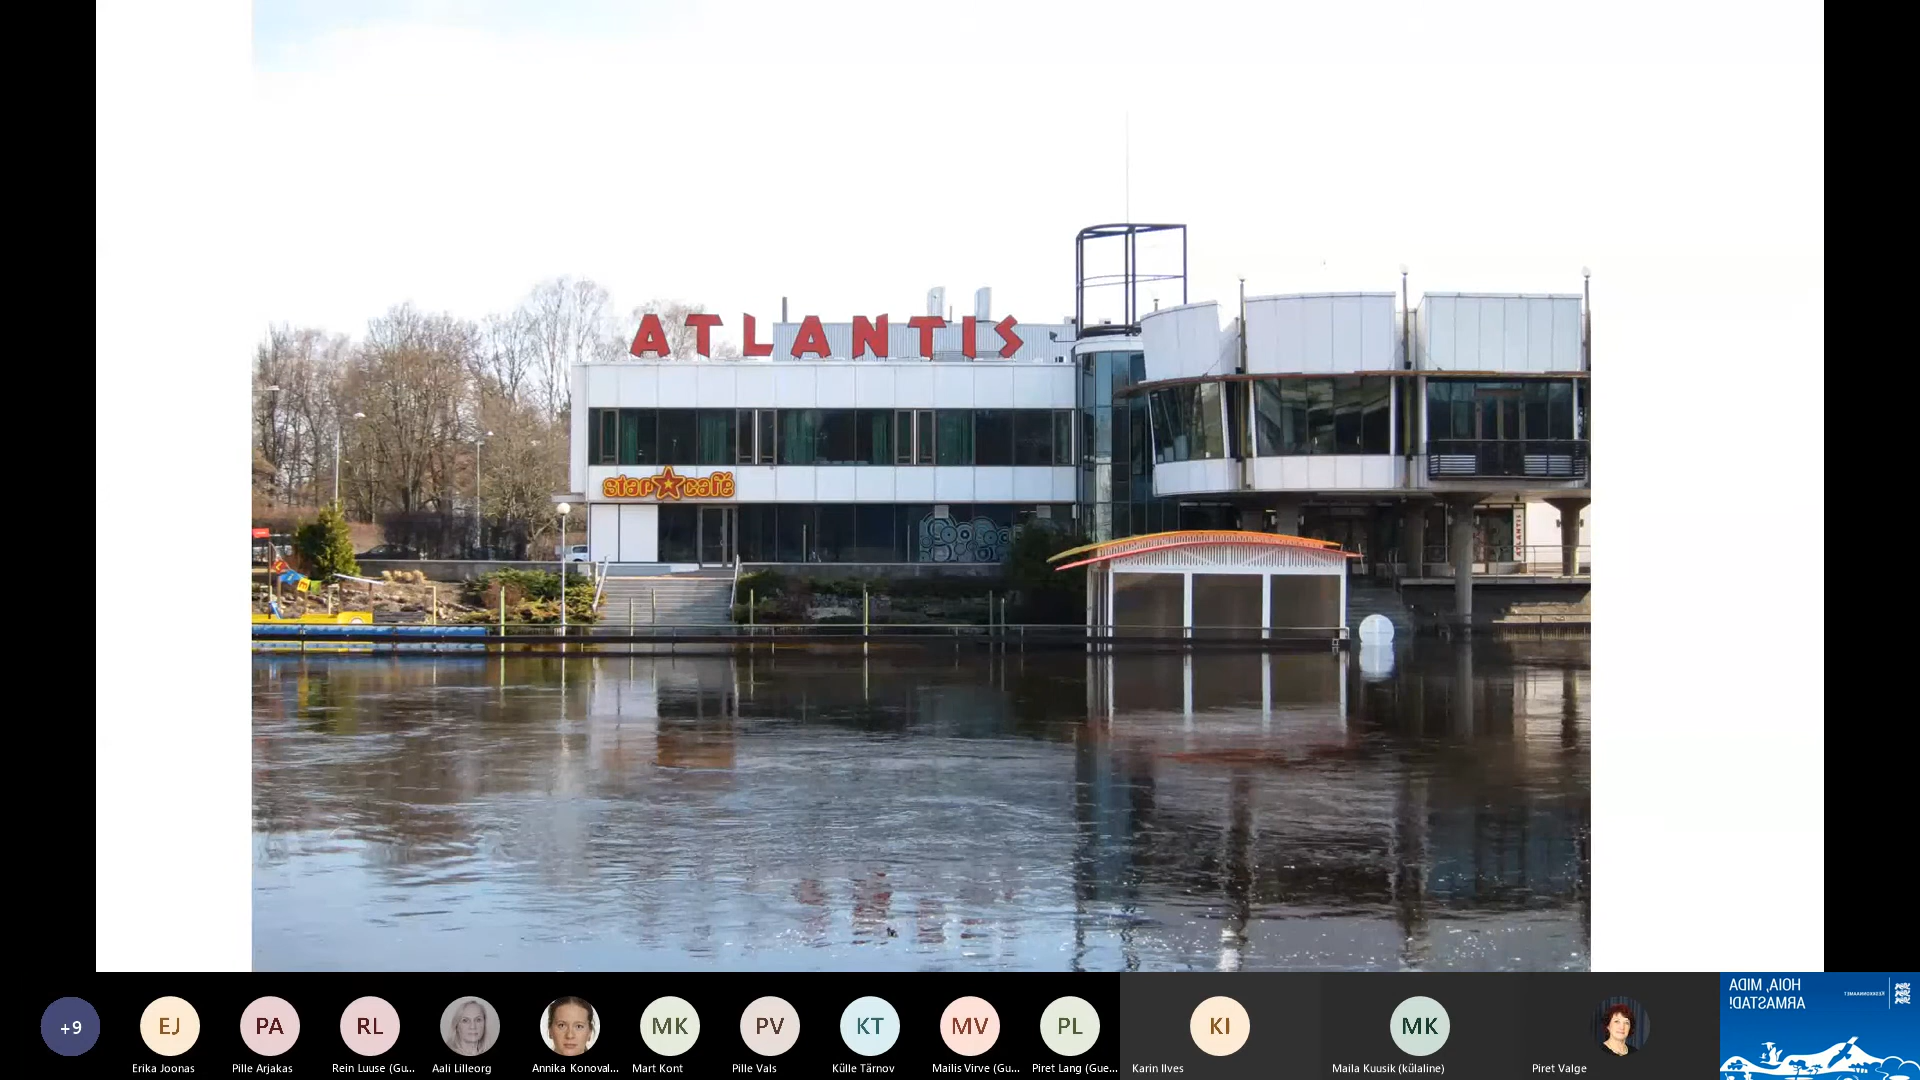 ATLANTIS
star café
ATLANTIS
+9
EJ
PA
RL
MK
PV
KT
MV
PL
KI
MK
Erika Joonas
Pille Arjakas
Rein Luuse (Gu...
Aali Lilleorg
Annika Konoval...
Mart Kont
Pille Vals
Külle Tärnov
Mailis Virve (Gu...
Piret Lang (Gue...
Karin Ilves
Maila Kuusik (külaline)
Piret Valge
HOIA, MIDA
ARMASTAD!
KESKKONNAAMET